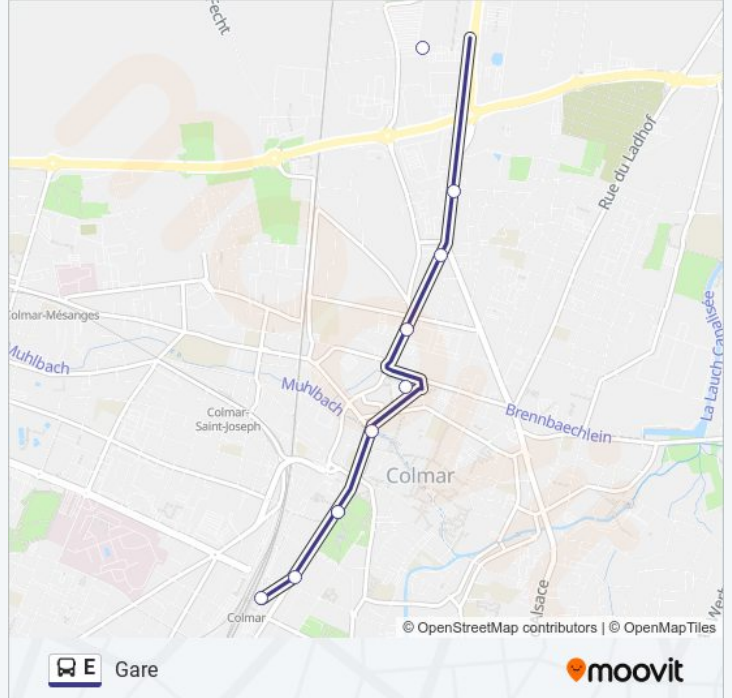 Fecht
Rue du Ladhof
olmar-Mésanges
Muhlbach
La Lauch Canalisée
Muhlbach
Colmar-
Saint-Joseph
Brennbaechlein
Colmar
Alsace
Colmar
© OpenStreetMap contributors | © OpenMapTiles
E Gare
moovit